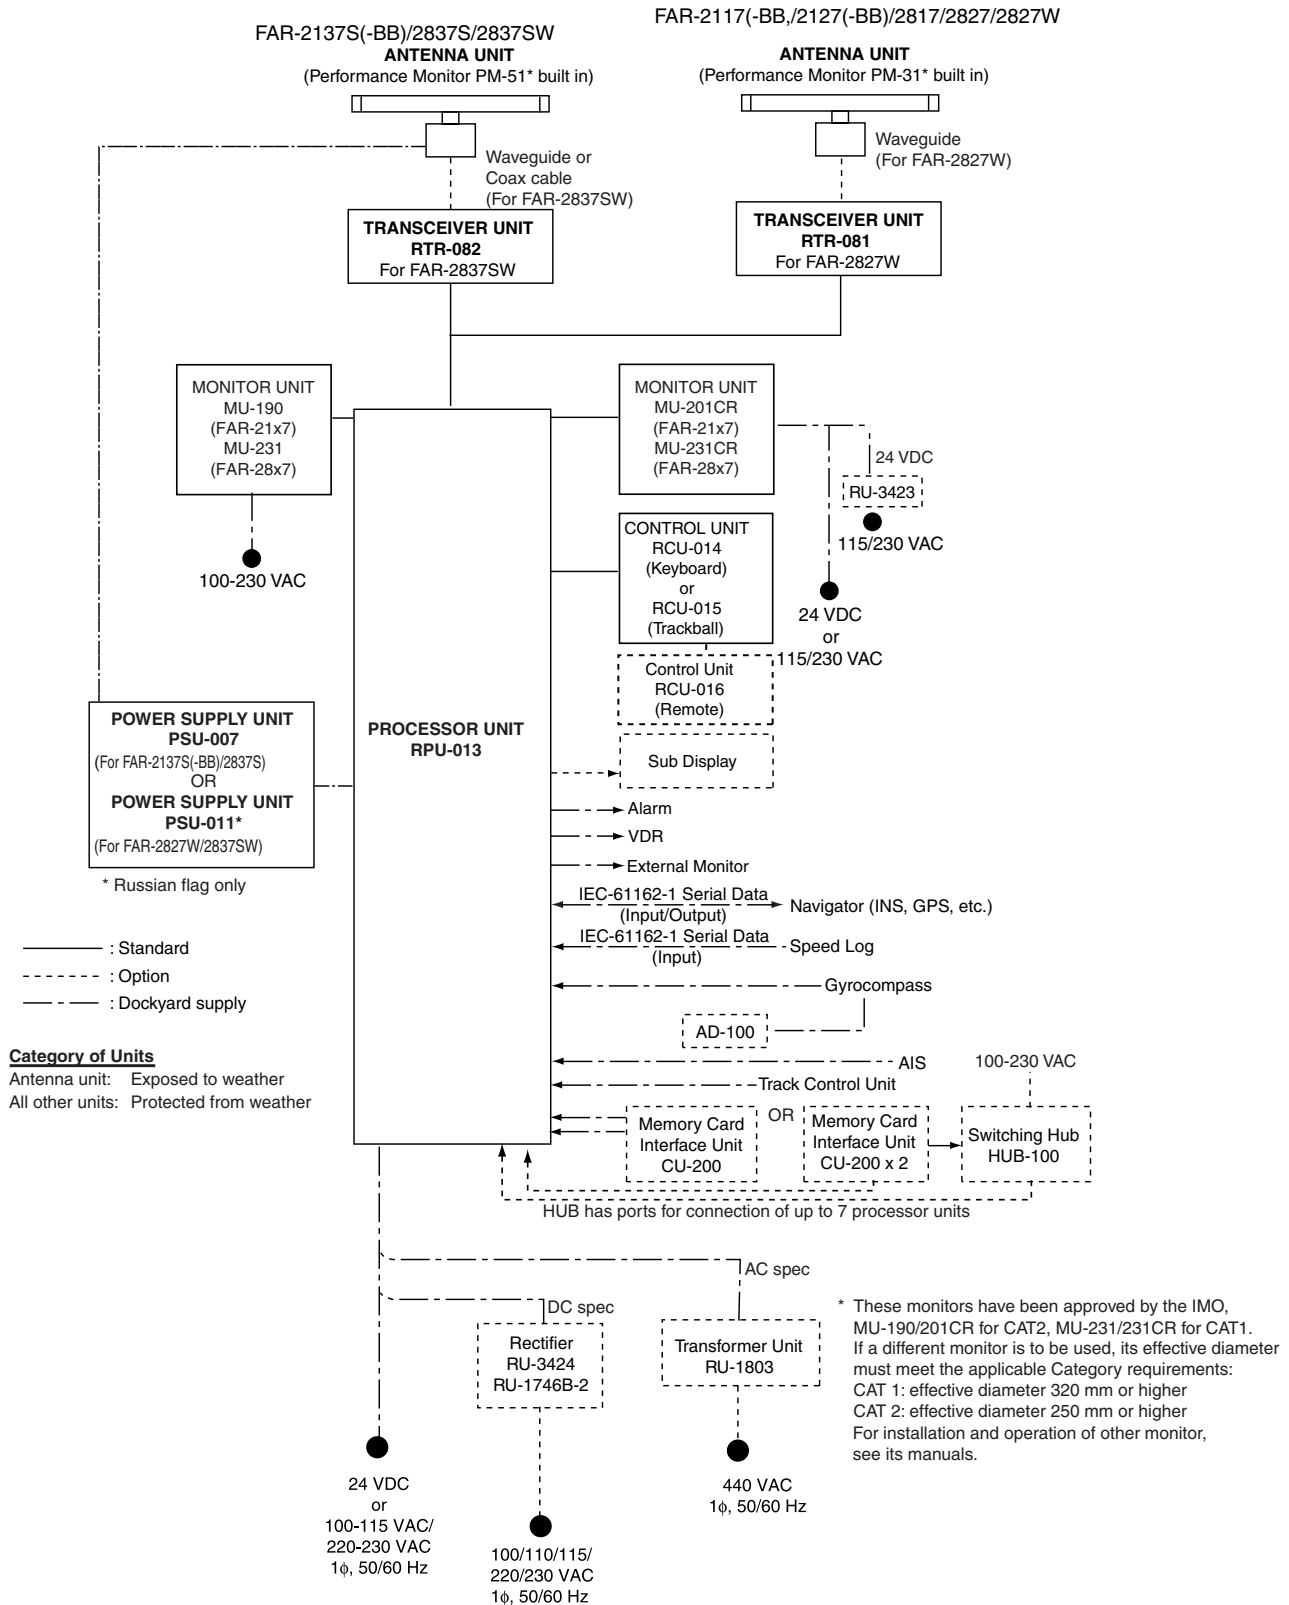 FAR-2137S(-BB)/2837S/2837SW
ANTENNA UNIT
(Performance Monitor PM-51* built in)
FAR-2117(-BB,/2127(-BB)/2817/2827/2827W
ANTENNA UNIT
(Performance Monitor PM-31* built in)
Waveguide or
Coax cable
(For FAR-2837SW)
Waveguide
(For FAR-2827W)
TRANSCEIVER UNIT
RTR-082
For FAR-2837SW
TRANSCEIVER UNIT
RTR-081
For FAR-2827W
MONITOR UNIT
MU-190
(FAR-21x7)
MU-231
(FAR-28x7)
100-230 VAC
MONITOR UNIT
MU-201CR
(FAR-21x7)
MU-231CR
(FAR-28x7)
24 VDC
RU-3423
115/230 VAC
24 VDC
or
115/230 VAC
CONTROL UNIT
RCU-014
(Keyboard)
or
RCU-015
(Trackball)
Control Unit
RCU-016
(Remote)
Sub Display
PROCESSOR UNIT
RPU-013
POWER SUPPLY UNIT
PSU-007
(For FAR-2137S(-BB)/2837S)
OR
POWER SUPPLY UNIT
PSU-011*
(For FAR-2827W/2837SW)
* Russian flag only
Alarm
VDR
External Monitor
IEC-61162-1 Serial Data
(Input/Output)
Navigator (INS, GPS, etc.)
IEC-61162-1 Serial Data
(Input)
Speed Log
Gyrocompass
AD-100
AIS
Track Control Unit
: Standard
: Option
: Dockyard supply
Category of Units
Antenna unit: Exposed to weather
All other units: Protected from weather
Memory Card
Interface Unit
CU-200
OR
Memory Card
Interface Unit
CU-200 x 2
100-230 VAC
Switching Hub
HUB-100
HUB has ports for connection of up to 7 processor units
AC spec
DC spec
Rectifier
RU-3424
RU-1746B-2
Transformer Unit
RU-1803
* These monitors have been approved by the IMO,
MU-190/201CR for CAT2, MU-231/231CR for CAT1.
If a different monitor is to be used, its effective diameter
must meet the applicable Category requirements:
CAT 1: effective diameter 320 mm or higher
CAT 2: effective diameter 250 mm or higher
For installation and operation of other monitor,
see its manuals.
24 VDC
or
100-115 VAC/
220-230 VAC
1ϕ, 50/60 Hz
100/110/115/
220/230 VAC
1ϕ, 50/60 Hz
440 VAC
1ϕ, 50/60 Hz